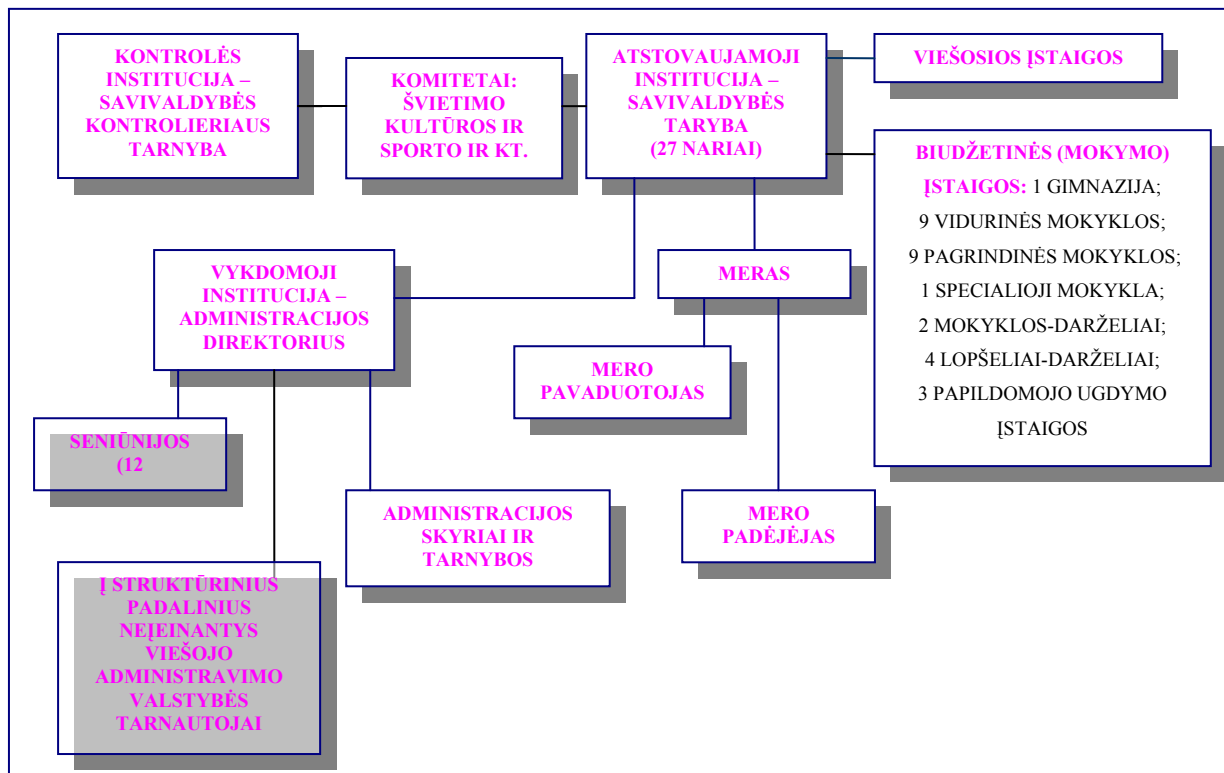 KONTROLĖS
INSTITUCIJA –
SAVIVALDYBĖS
KONTROLIERIAUS
TARNYBA
KOMITETAI:
ŠVIETIMO
KULTŪROS IR
SPORTO IR KT.
ATSTOVAUJAMOJI
INSTITUCIJA –
SAVIVALDYBĖS
TARYBA
(27 NARIAI)
VIEŠOSIOS ĮSTAIGOS
BIUDŽETINĖS (MOKYMO)
ĮSTAIGOS: 1 GIMNAZIJA;
9 VIDURINĖS MOKYKLOS;
9 PAGRINDINĖS MOKYKLOS;
1 SPECIALIOJI MOKYKLA;
2 MOKYKLOS-DARŽELIAI;
4 LOPŠELIAI-DARŽELIAI;
3 PAPILDOMOJO UGDYMO
ĮSTAIGOS
VYKDOMOJI
INSTITUCIJA –
ADMINISTRACIJOS
DIREKTORIUS
MERAS
MERO
PAVADUOTOJAS
SENIŪNIJOS
(12
ADMINISTRACIJOS
SKYRIAI IR
TARNYBOS
MERO
PADĖJĖJAS
Į STRUKTŪRINIUS
PADALINIUS
NEĮEINANTYS
VIEŠOJO
ADMINISTRAVIMO
VALSTYBĖS
TARNAUTOJAI